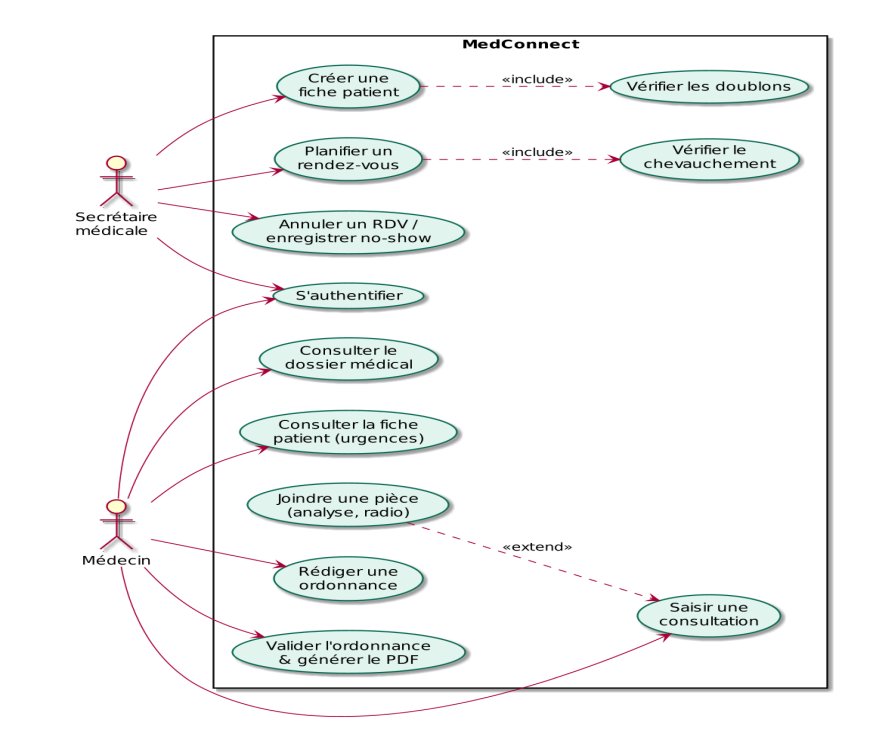 MedConnect
Créer une
fiche patient
«include»
Vérifier les doublons
Planifier un
rendez-vous
«include»
Vérifier le
chevauchement
Secrétaire
médicale
Annuler un RDV /
enregistrer no-show
S'authentifier
Consulter le
dossier médical
Consulter la fiche
patient (urgences)
Joindre une pièce
(analyse, radio)
«extend»
Médecin
Rédiger une
ordonnance
Saisir une
consultation
Valider l'ordonnance
& générer le PDF